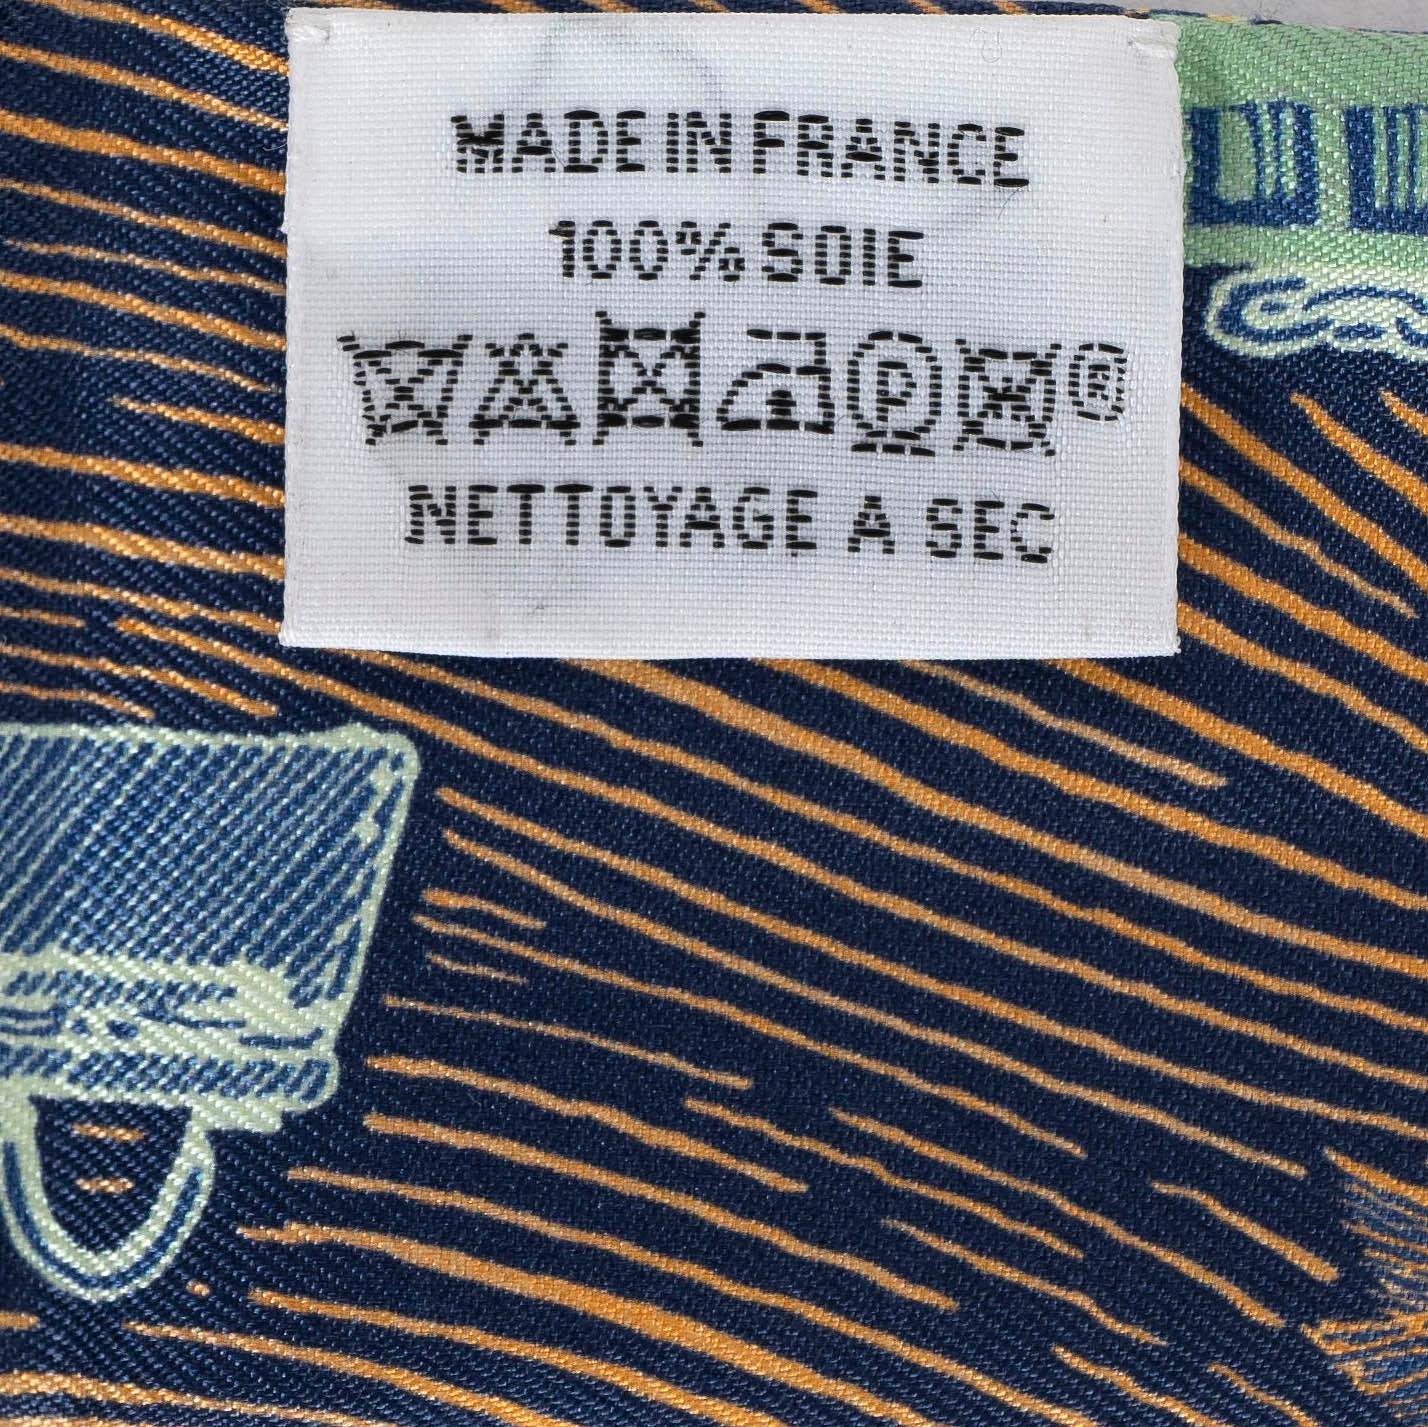 MADE IN FRANCE
100% SOIE
P ®
NETTOYAGE A SEC